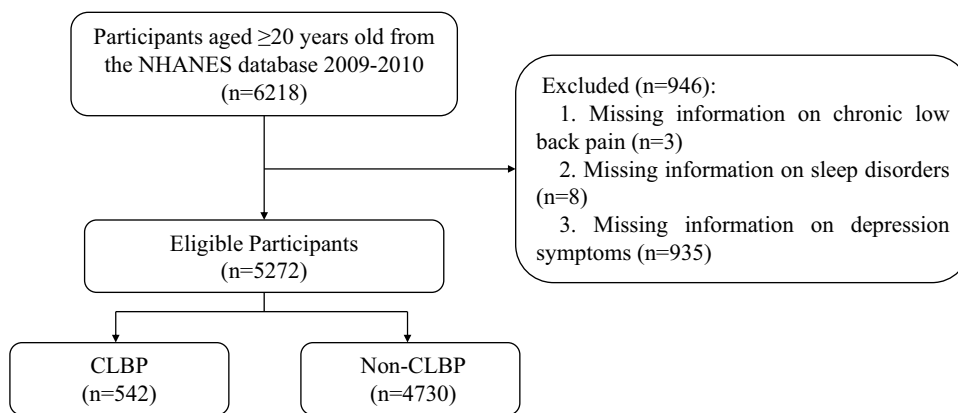 Participants aged ≥20 years old from
the NHANES database 2009-2010
(n=6218)
Excluded (n=946):
1. Missing information on chronic low
back pain (n=3)
2. Missing information on sleep disorders
(n=8)
3. Missing information on depression
symptoms (n=935)
Eligible Participants
(n=5272)
CLBP
(n=542)
Non-CLBP
(n=4730)